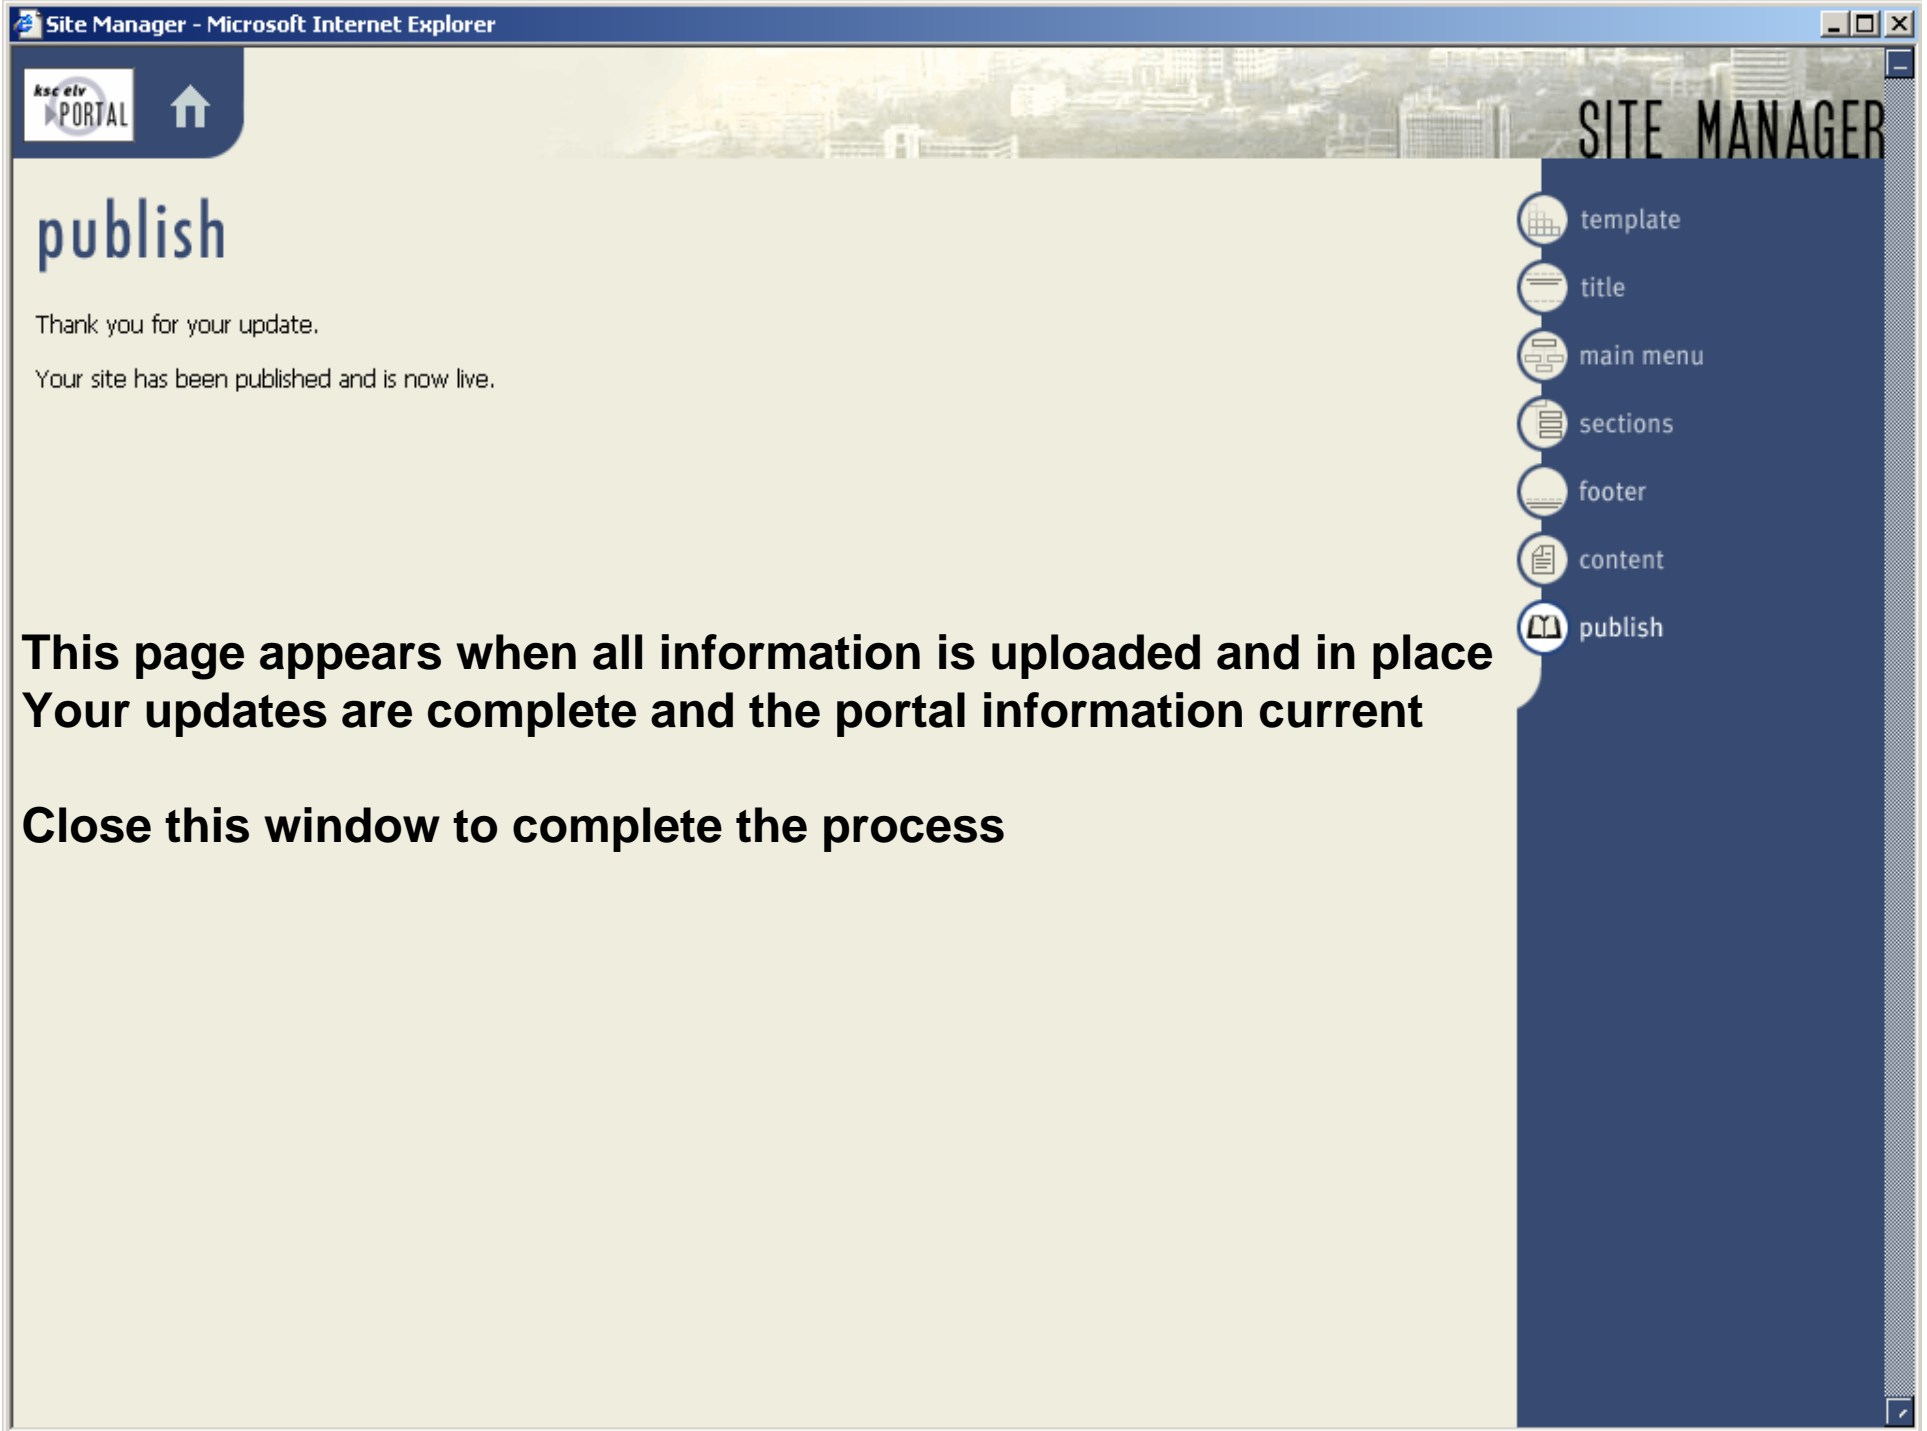 Site Manager - Microsoft Internet Explorer
ksc elv
PORTAL
SITE MANAGER
publish
Thank you for your update.
Your site has been published and is now live.
template
title
main menu
sections
footer
content
publish
This page appears when all information is uploaded and in place
Your updates are complete and the portal information current
Close this window to complete the process